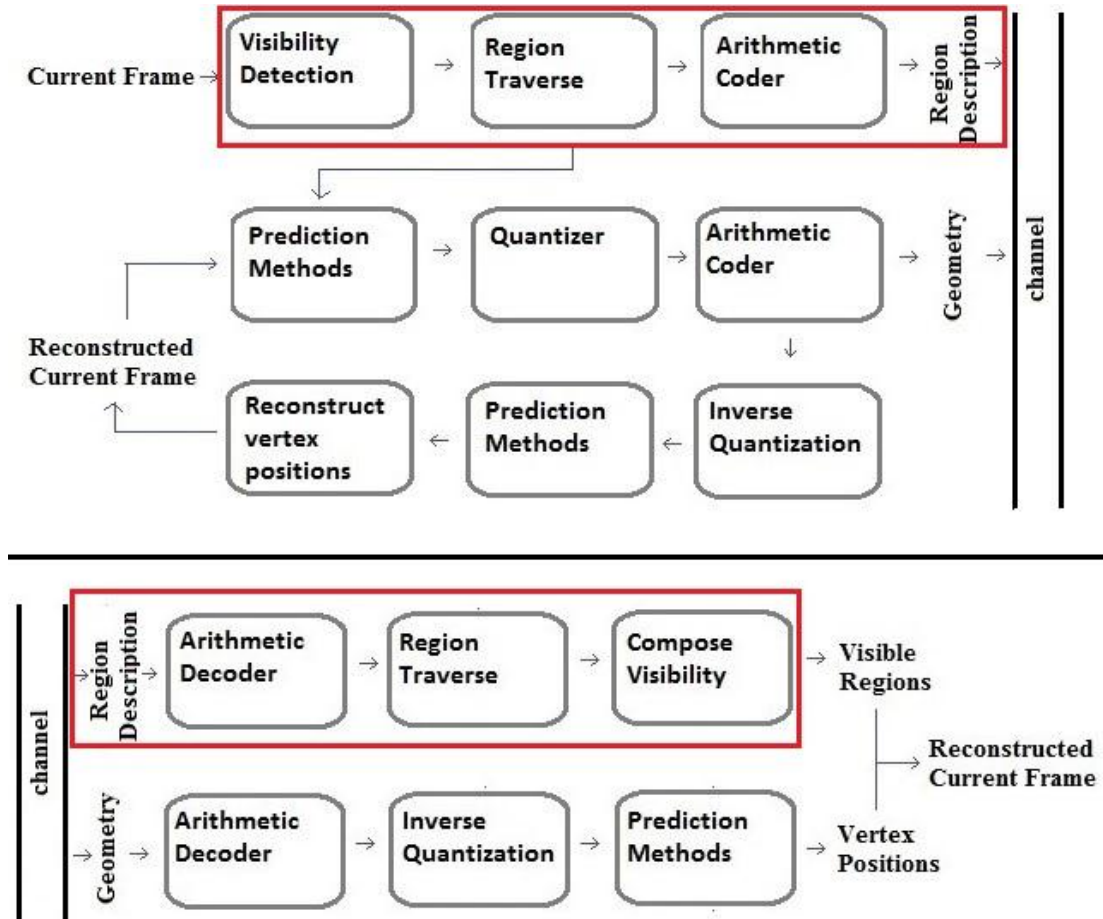 Current Frame
Visibility
Detection
Region
Traverse
Arithmetic
Coder
Region
Description
Prediction
Methods
Quantizer
Arithmetic
Coder
Geometry
channel
Reconstructed
Current Frame
Reconstruct
vertex
positions
Prediction
Methods
Inverse
Quantization
channel
Region
Description
Arithmetic
Decoder
Region
Traverse
Compose
Visibility
Visible
Regions
Reconstructed
Current Frame
Geometry
Arithmetic
Decoder
Inverse
Quantization
Prediction
Methods
Vertex
Positions